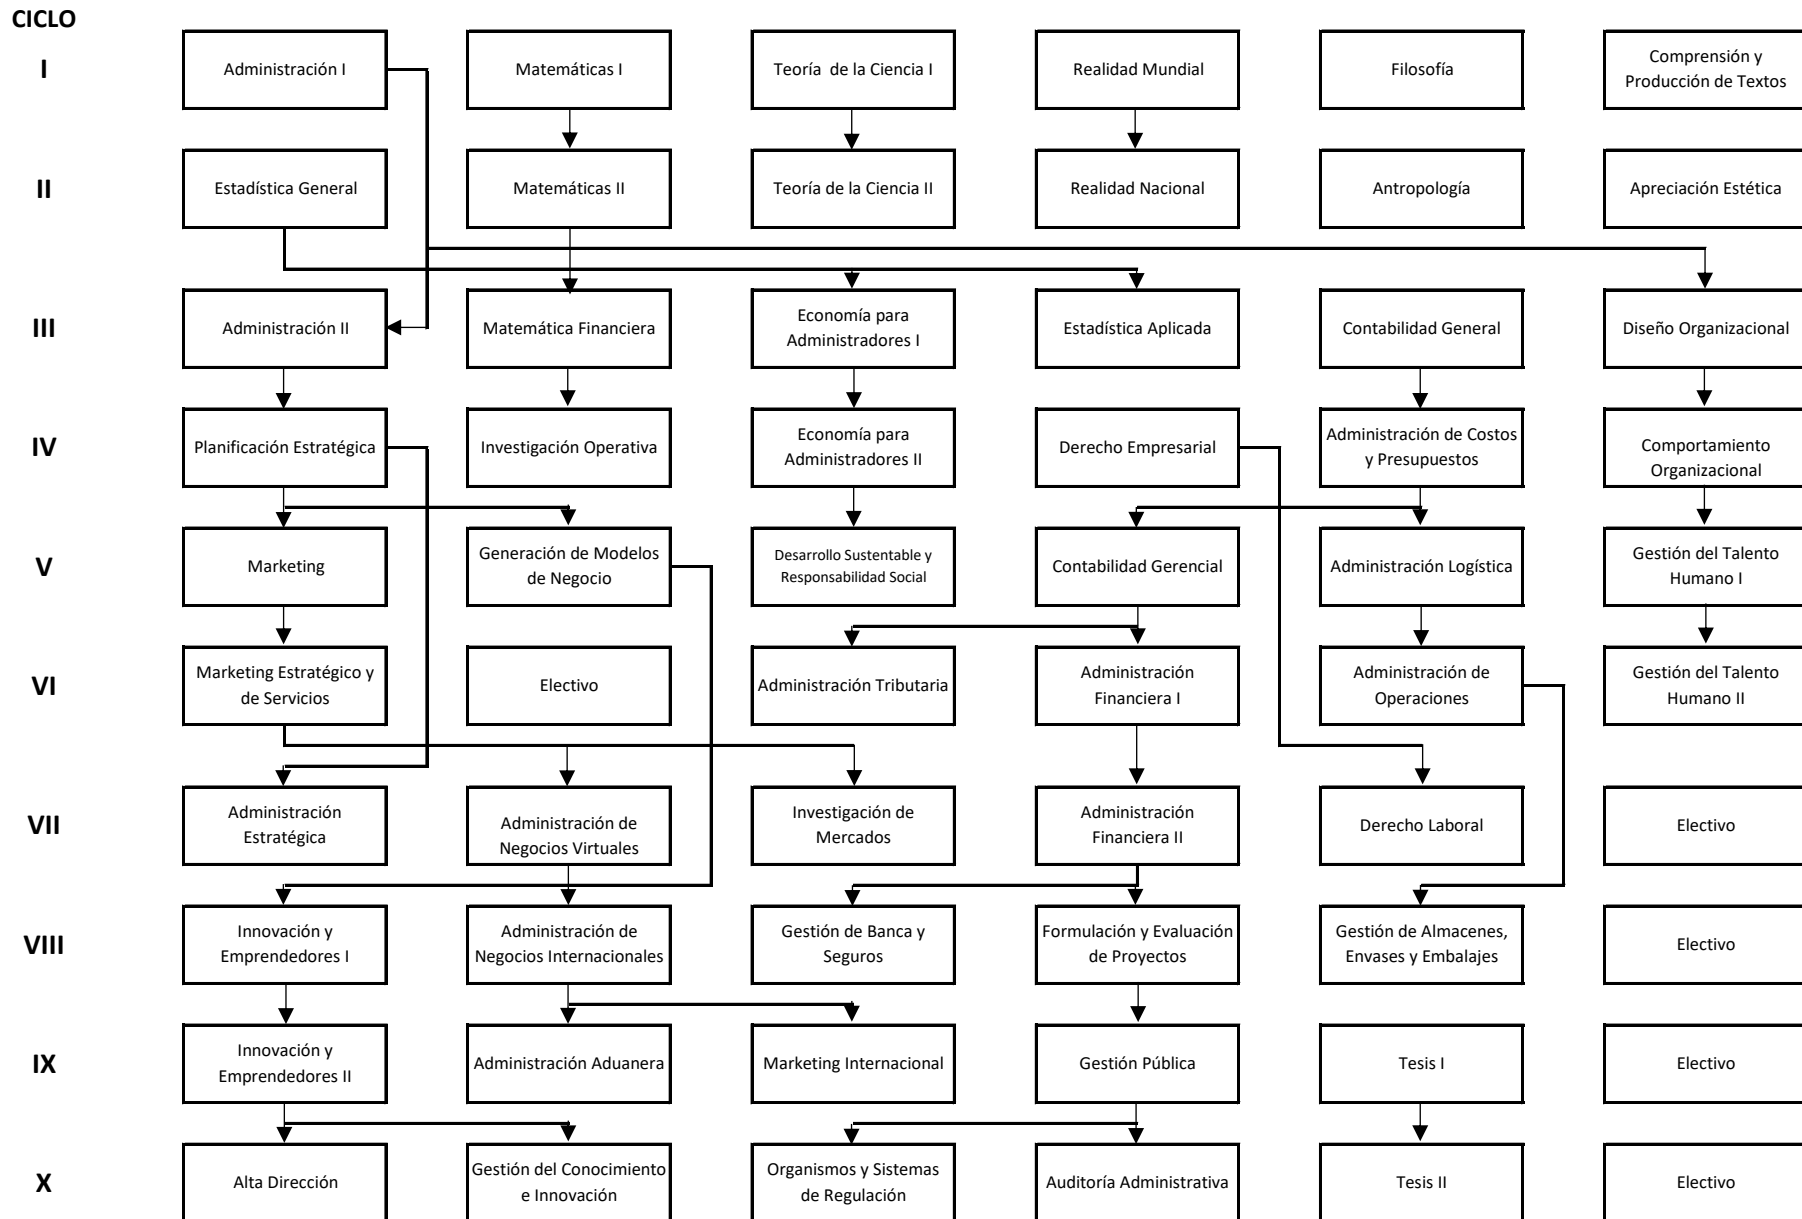 CICLO
I
Administración I
Matemáticas I
Teoría  de la Ciencia I
Realidad Mundial
Filosofía
Comprensión y
Producción de Textos
II
Estadística General
Matemáticas II
Teoría de la Ciencia II
Realidad Nacional
Antropología
Apreciación Estética
III
Administración II
Matemática Financiera
Economía para
Administradores I
Estadística Aplicada
Contabilidad General
Diseño Organizacional
IV
Planificación Estratégica
Investigación Operativa
Economía para
Administradores II
Derecho Empresarial
Administración de Costos
y Presupuestos
Comportamiento
Organizacional
V
Marketing
Generación de Modelos
de Negocio
Desarrollo Sustentable y
Responsabilidad Social
Contabilidad Gerencial
Administración Logística
Gestión del Talento
Humano I
VI
Marketing Estratégico y
de Servicios
Electivo
Administración Tributaria
Administración
Financiera I
Administración de
Operaciones
Gestión del Talento
Humano II
VII
Administración
Estratégica
Administración de
Negocios Virtuales
Investigación de
Mercados
Administración
Financiera II
Derecho Laboral
Electivo
VIII
Innovación y
Emprendedores I
Administración de
Negocios Internacionales
Gestión de Banca y
Seguros
Formulación y Evaluación
de Proyectos
Gestión de Almacenes,
Envases y Embalajes
Electivo
IX
Innovación y
Emprendedores II
Administración Aduanera
Marketing Internacional
Gestión Pública
Tesis I
Electivo
X
Alta Dirección
Gestión del Conocimiento
e Innovación
Organismos y Sistemas
de Regulación
Auditoría Administrativa
Tesis II
Electivo